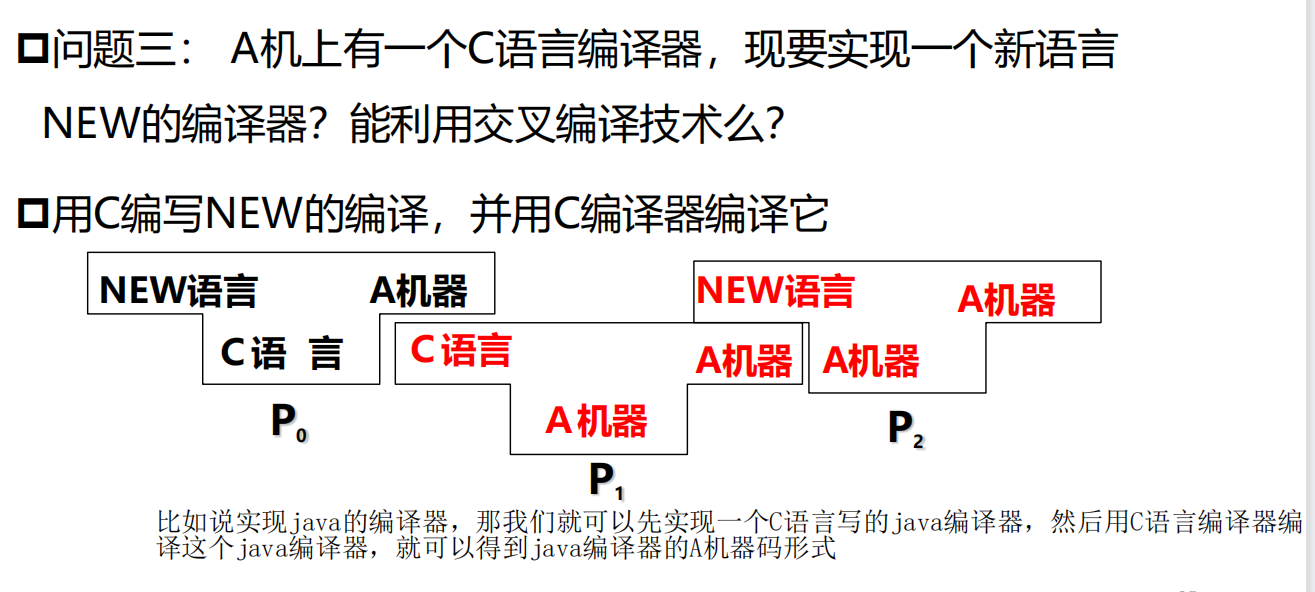 问题三： A机上有一个C语言编译器，现要实现一个新语言
NEW的编译器？能利用交叉编译技术么？
用C编写NEW的编译，并用C编译器编译它
NEW语言 A机器
C语 言
P0
C语言 A机器
A机器
P1
NEW语言 A机器
A机器
P2
比如说实现java的编译器，那我们就可以先实现一个C语言写的java编译器，然后用C语言编译器编
译这个java编译器，就可以得到java编译器的A机器码形式